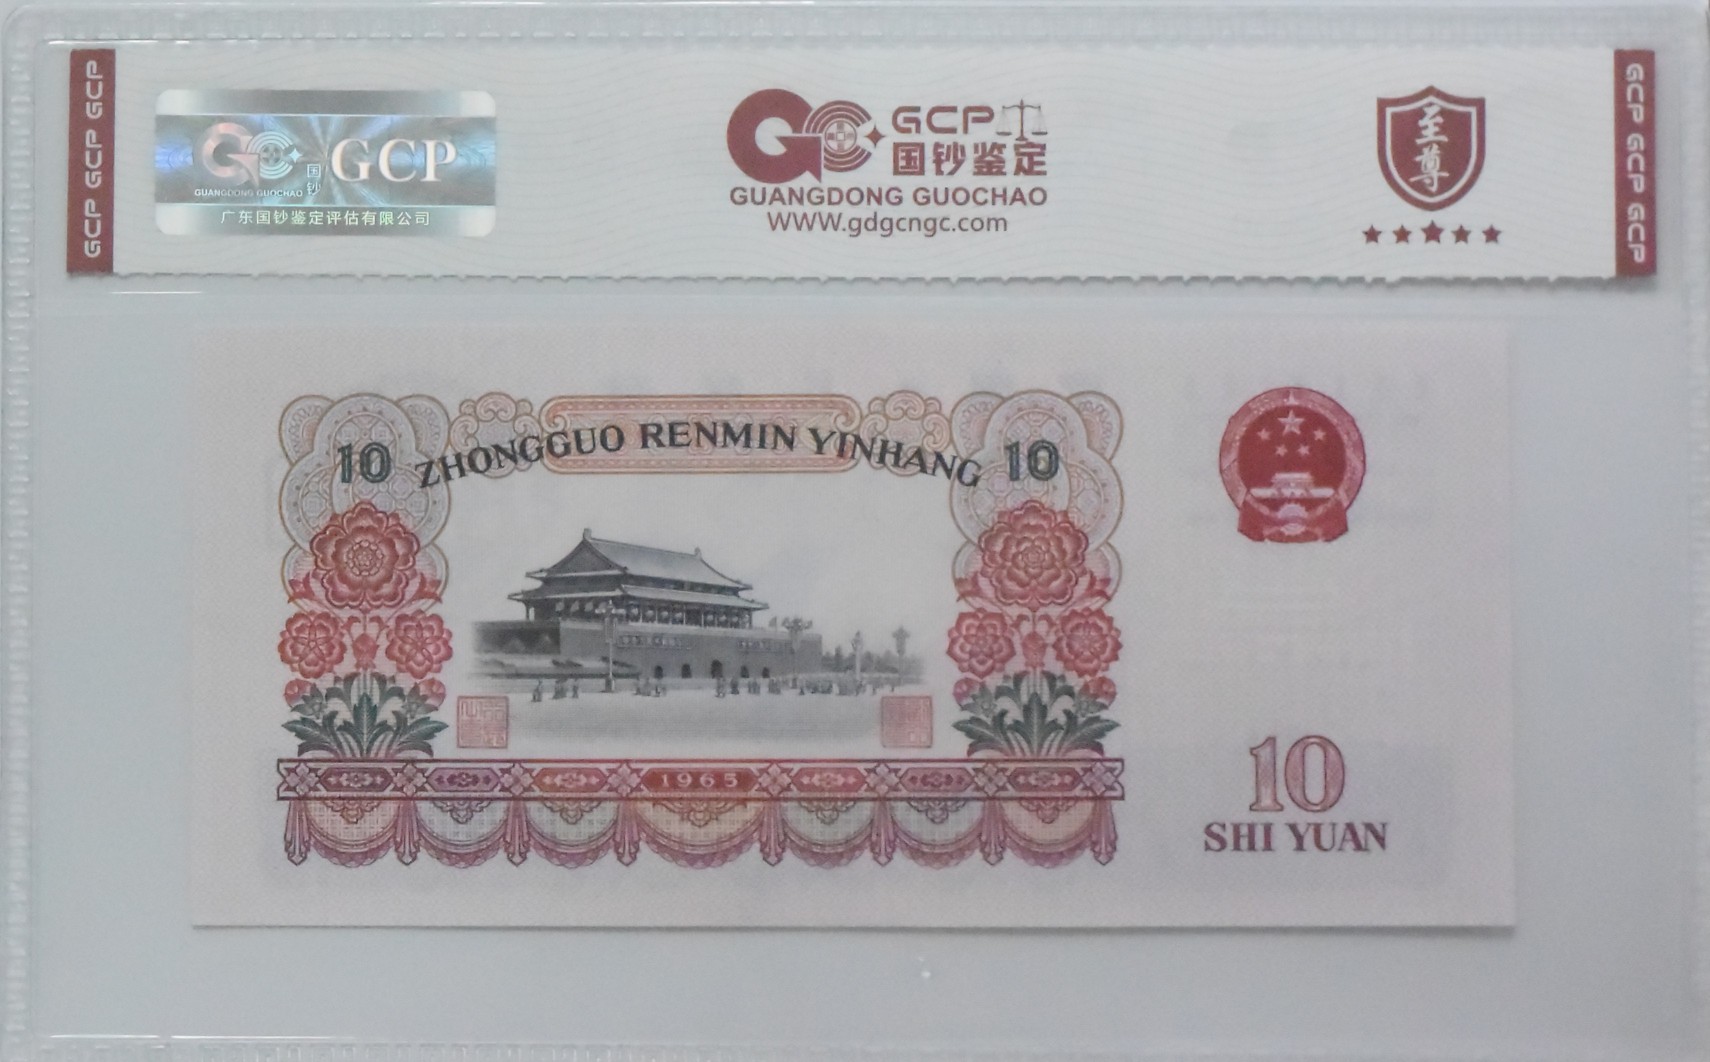 GCP GCP GCP
GCP
国
钞
GUANGDONG GUOCHAO
广东国钞鉴定评估有限公司
GCP
国钞鉴定
GUANGDONG GUOCHAO
WWW.gdgcngc.com
至
尊
GCP GCP GCP
10 ZHONGGUO RENMIN YINHANG 10
1965
10
SHI YUAN